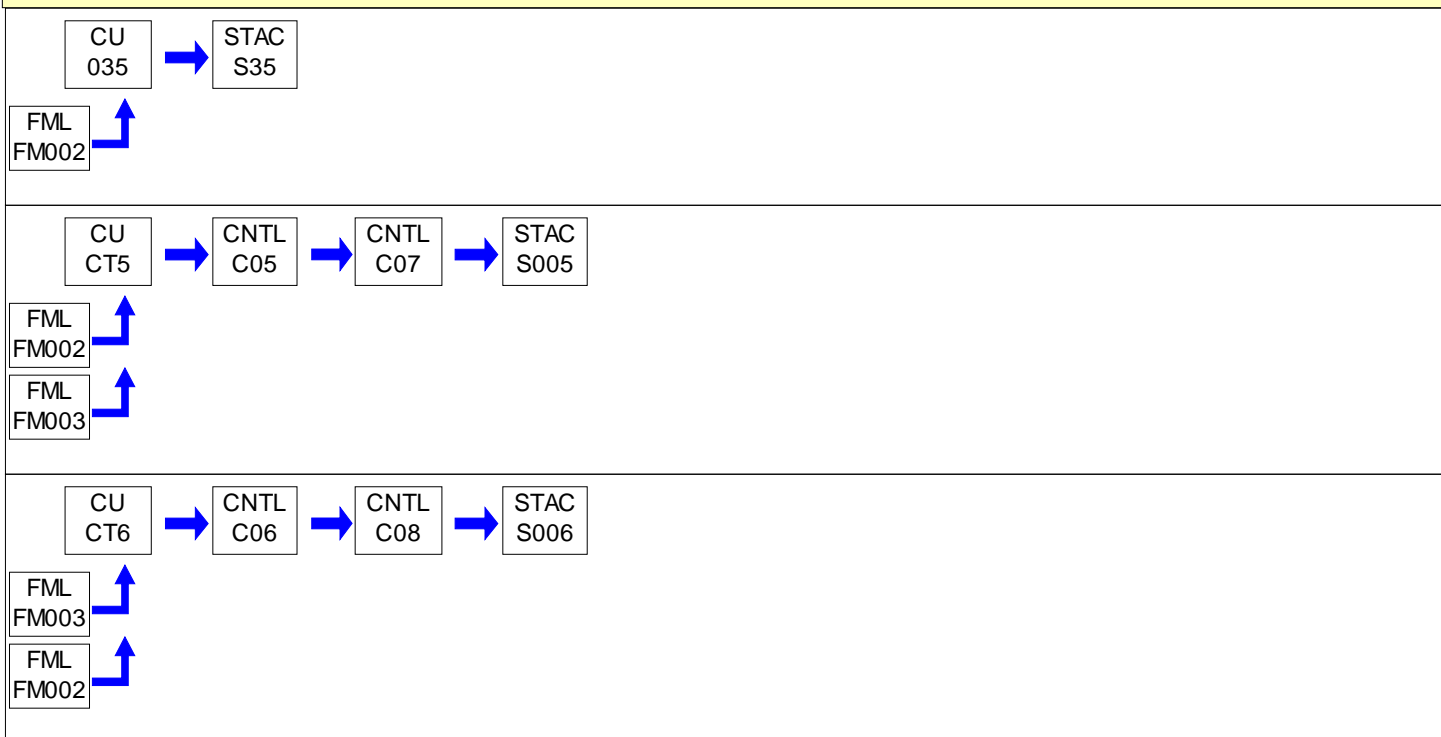 CU
035
STAC
S35
FML
FM002
CU
CT5
CNTL
C05
CNTL
C07
STAC
S005
FML
FM002
FML
FM003
CU
CT6
CNTL
C06
CNTL
C08
STAC
S006
FML
FM003
FML
FM002